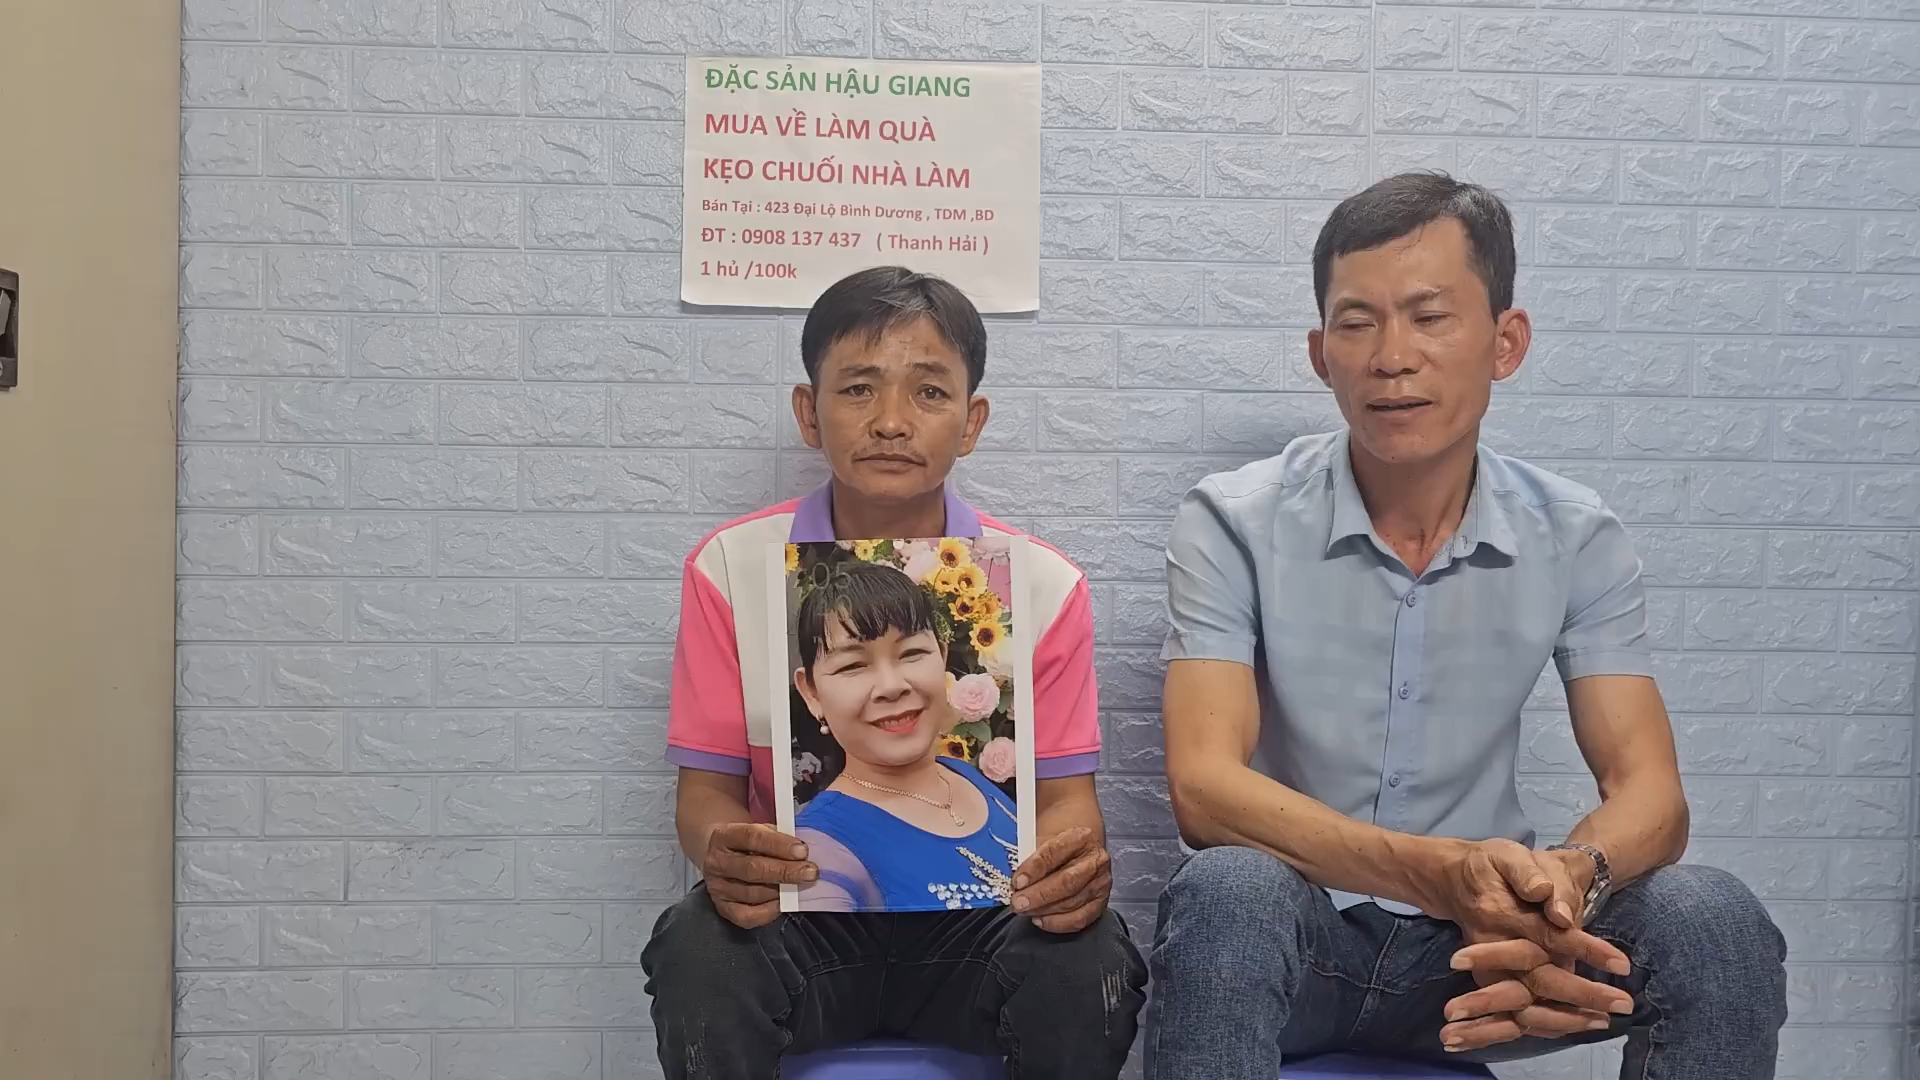 ĐẶC SẢN HẬU GIANG
MUA VỀ LÀM QUÀ
KẸO CHUỐI NHÀ LÀM
Bán Tại : 423 Đại Lộ Bình Dương , TDM ,BD
ĐT : 0908 137 437 ( Thanh Hải )
1 hủ /100k